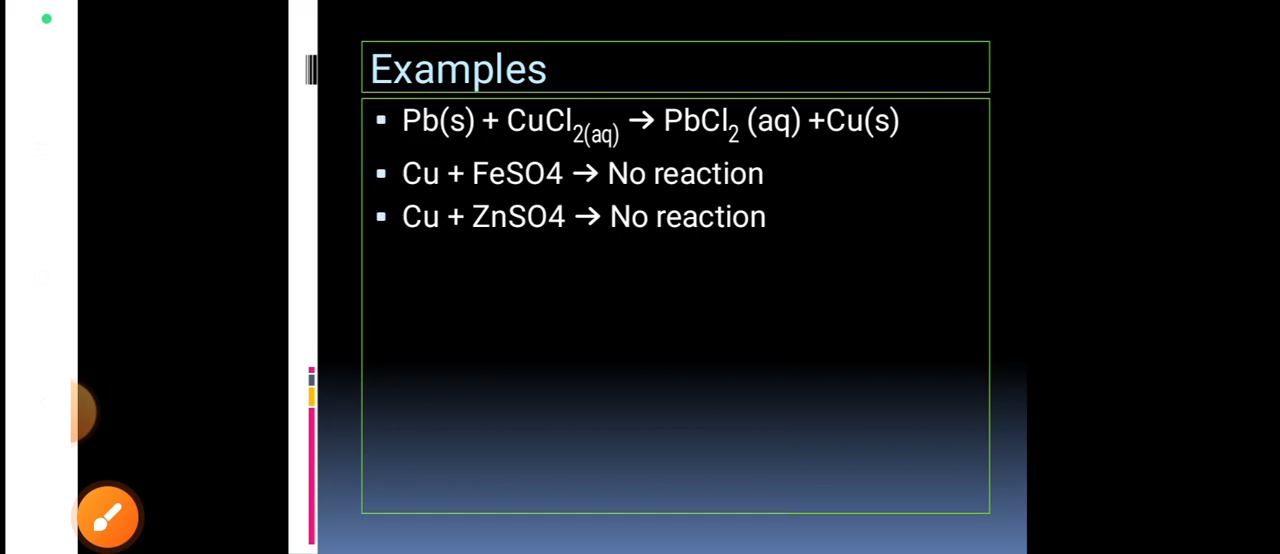 Examples
▪ Pb(s) + CuCl₂₍aq₎ → PbCl₂ (aq) +Cu(s)
▪ Cu + FeSO4 → No reaction
▪ Cu + ZnSO4 → No reaction